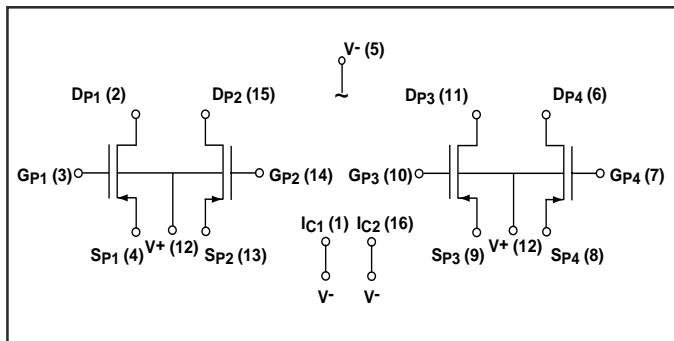 V- (5)
DP1 (2) DP2 (15) DP3 (11) DP4 (6)
~
GP1 (3) GP2 (14) GP3 (10) GP4 (7)
IC1 (1) IC2 (16)
SP1 (4) V+ (12) SP2 (13) SP3 (9) V+ (12) SP4 (8)
V- V-